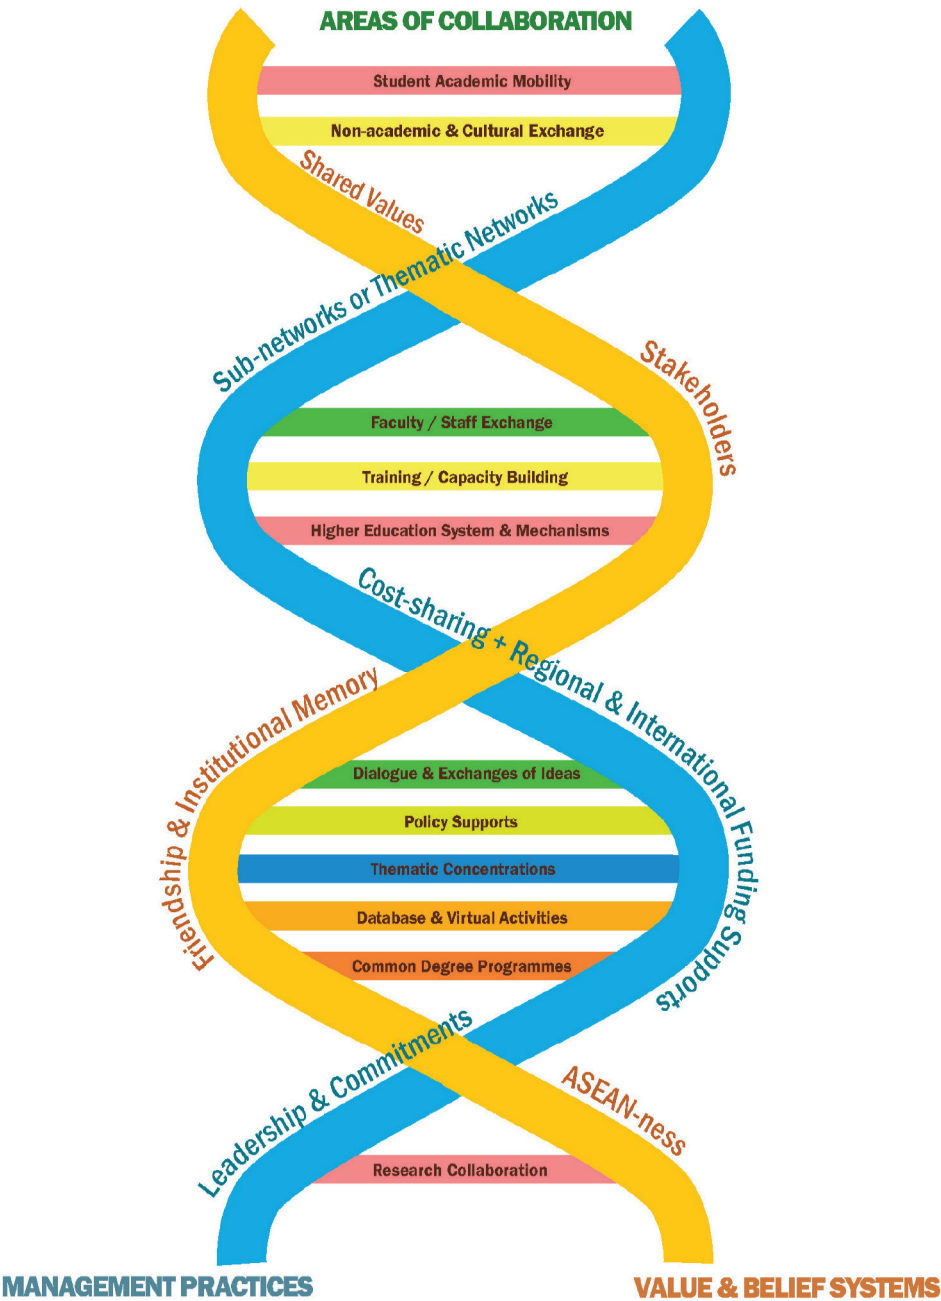 AREAS OF COLLABORATION
Student Academic Mobility
Non-academic & Cultural Exchange
Shared Values
Sub-networks or Thematic Networks
Stakeholders
Faculty / Staff Exchange
Training / Capacity Building
Higher Education System & Mechanisms
Cost-sharing + Regional & International Funding Supports
Friendship & Institutional Memory
Dialogue & Exchanges of Ideas
Policy Supports
Thematic Concentrations
Database & Virtual Activities
Common Degree Programmes
Leadership & Commitments
ASEAN-ness
Research Collaboration
MANAGEMENT PRACTICES
VALUE & BELIEF SYSTEMS